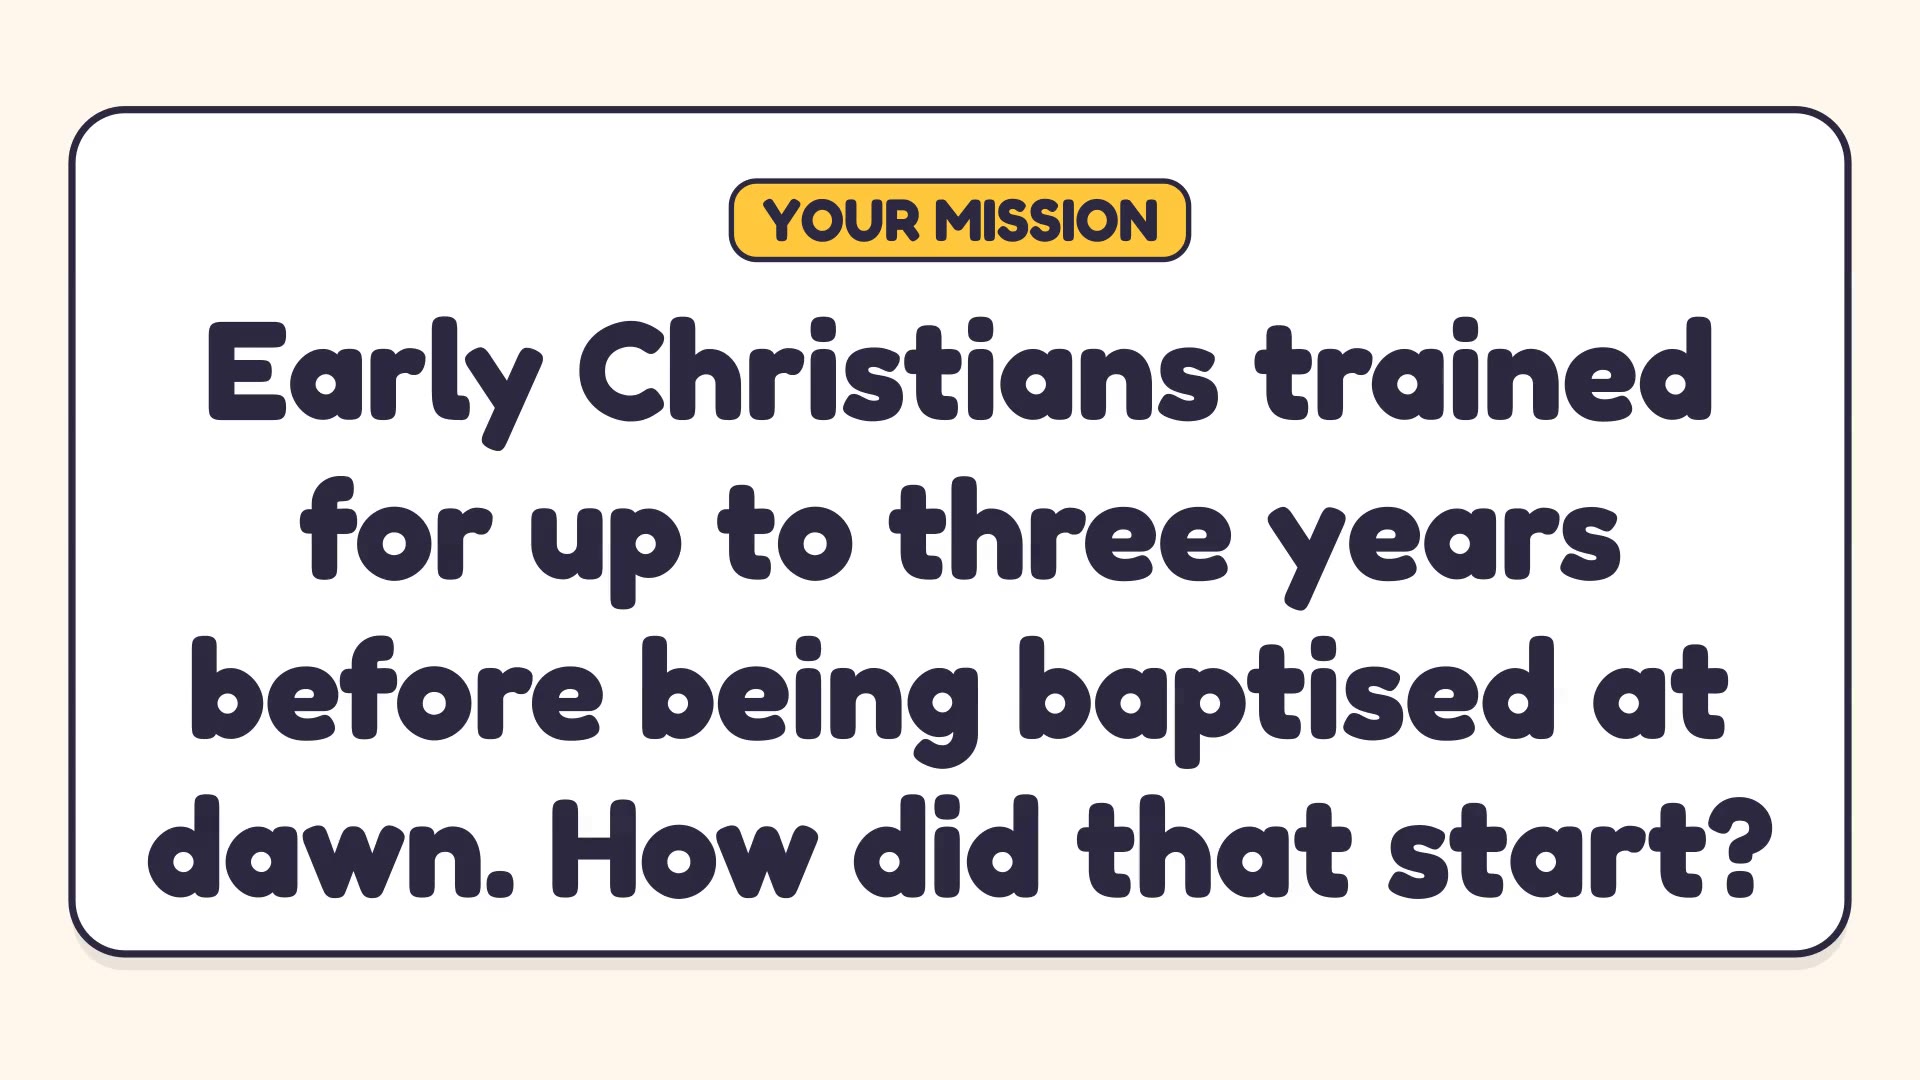 YOUR MISSION
Early Christians trained
for up to three years
before being baptised at
dawn. How did that start?